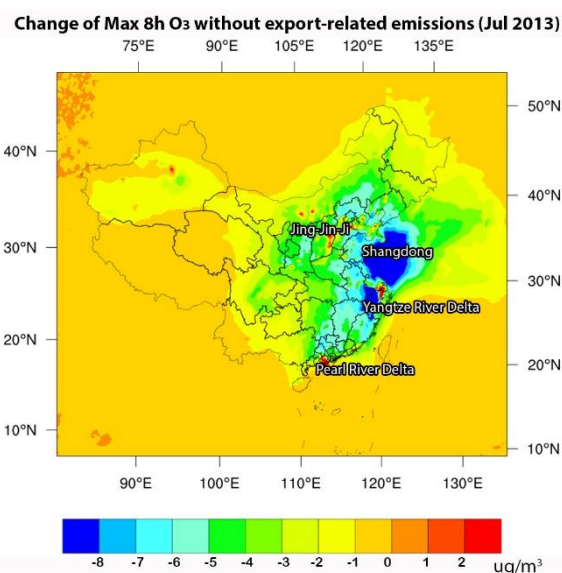 Change of Max 8h O3 without export-related emissions (Jul 2013)
75°E 90°E 105°E 120°E 135°E
50°N
40°N
40°N
Jing-Jin-Ji
30°N
Shangdong
30°N
Yangtze River Delta
20°N
20°N
Pearl River Delta
10°N
10°N
90°E 100°E 110°E 120°E 130°E
-8 -7 -6 -5 -4 -3 -2 -1 0 1 2
ug/m³